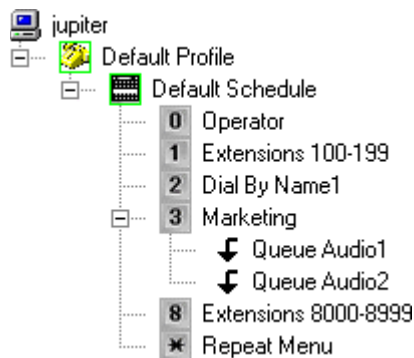 jupiter
Default Profile
Default Schedule
0 Operator
1 Extensions 100-199
2 Dial By Name1
3 Marketing
Queue Audio1
Queue Audio2
8 Extensions 8000-8999
* Repeat Menu